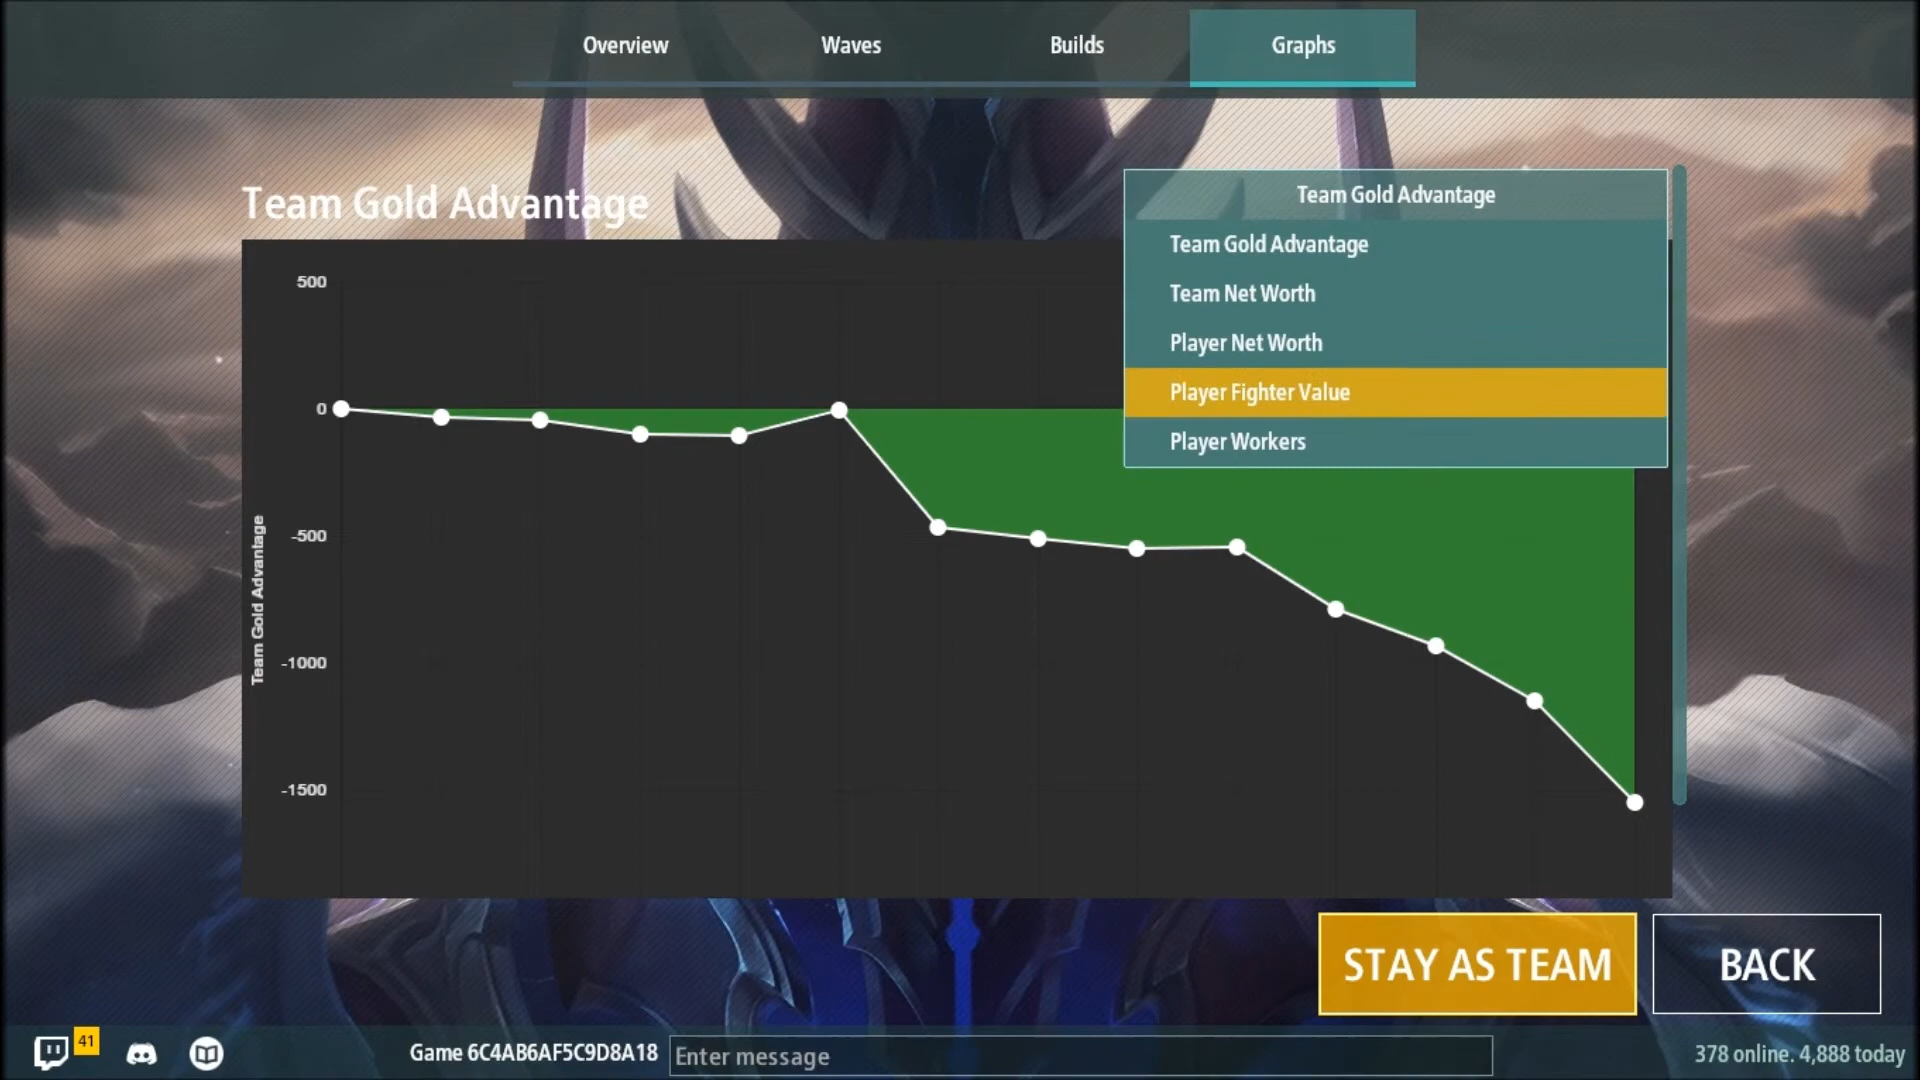 Overview
Waves
Builds
Graphs
Team Gold Advantage
Team Gold Advantage
Team Gold Advantage
Team Net Worth
Player Net Worth
Player Fighter Value
Player Workers
500
0
-500
-1000
-1500
Team Gold Advantage
STAY AS TEAM
BACK
41
Game 6C4AB6AF5C9D8A18
Enter message
378 online. 4,888 today